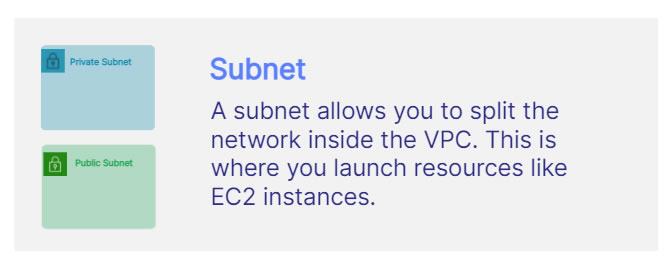 Private Subnet
Public Subnet
Subnet
A subnet allows you to split the
network inside the VPC. This is
where you launch resources like
EC2 instances.